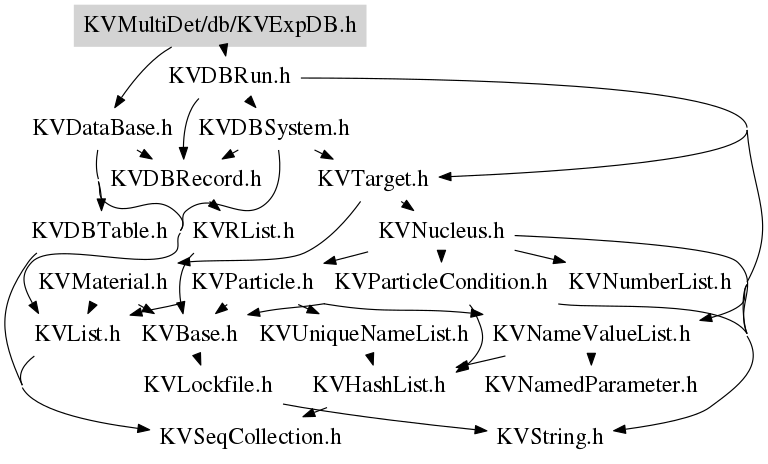 KVMultiDet/db/KVExpDB.h
KVDBRun.h
KVDataBase.h
KVDBSystem.h
KVDBRecord.h
KVTarget.h
KVDBTable.h
KVRList.h
KVNucleus.h
KVMaterial.h
KVParticle.h
KVParticleCondition.h
KVNumberList.h
KVList.h
KVBase.h
KVUniqueNameList.h
KVNameValueList.h
KVLockfile.h
KVHashList.h
KVNamedParameter.h
KVSeqCollection.h
KVString.h